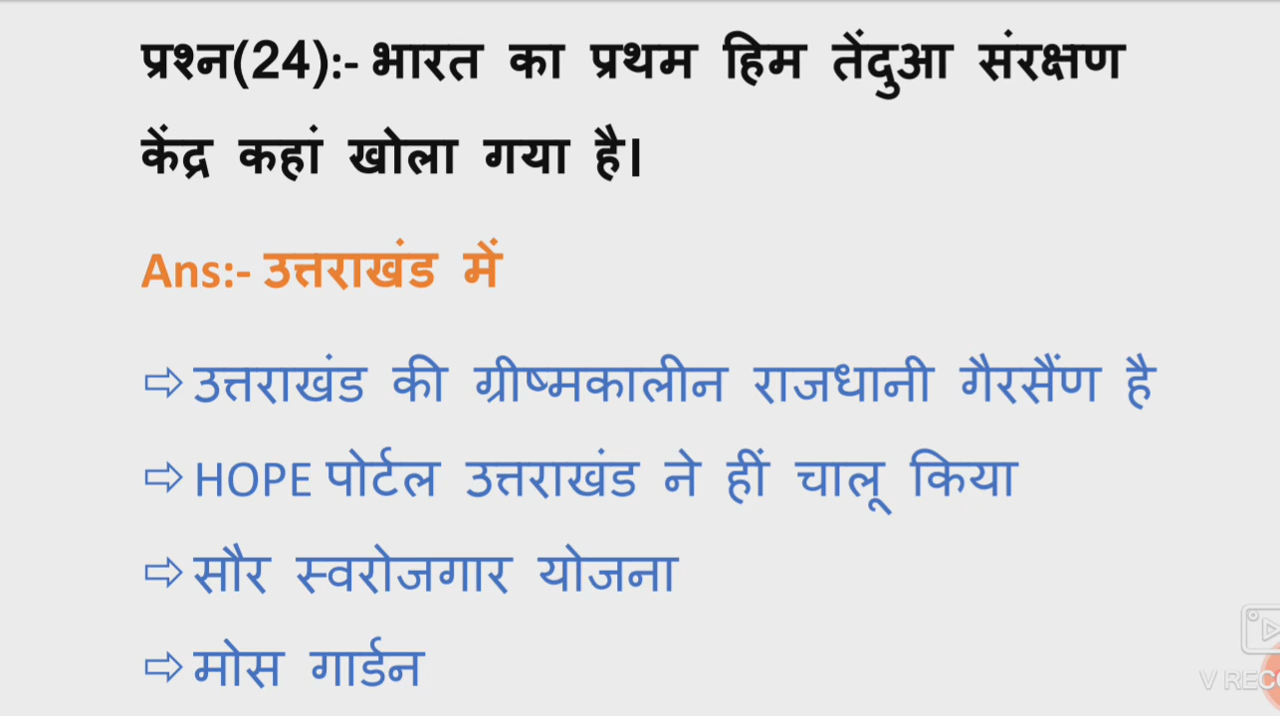 प्रश्न(24):- भारत का प्रथम हिम तेंदुआ संरक्षण
केंद्र कहां खोला गया है।
Ans:- उत्तराखंड में
⇨ उत्तराखंड की ग्रीष्मकालीन राजधानी गैरसैंण है
⇨ HOPE पोर्टल उत्तराखंड ने हीं चालू किया
⇨ सौर स्वरोजगार योजना
⇨ मोस गार्डन
V RECO